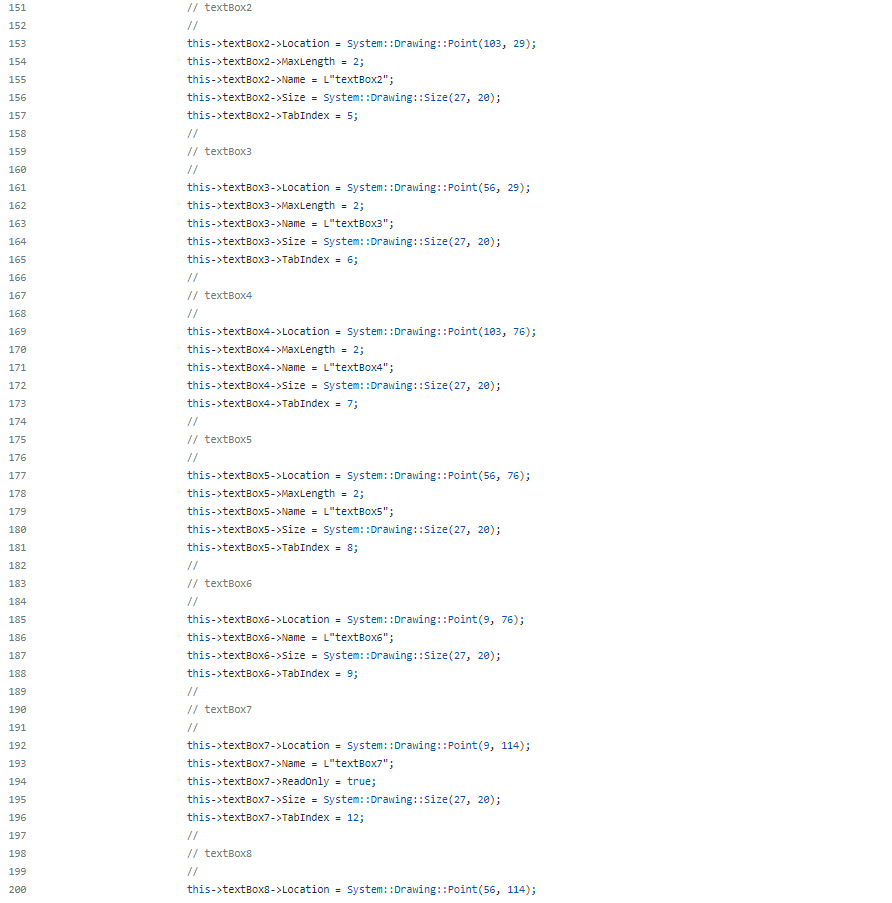 151 // textBox2
152 //
153 this->textBox2->Location = System::Drawing::Point(103, 29);
154 this->textBox2->MaxLength = 2;
155 this->textBox2->Name = L"textBox2";
156 this->textBox2->Size = System::Drawing::Size(27, 20);
157 this->textBox2->TabIndex = 5;
158 //
159 // textBox3
160 //
161 this->textBox3->Location = System::Drawing::Point(56, 29);
162 this->textBox3->MaxLength = 2;
163 this->textBox3->Name = L"textBox3";
164 this->textBox3->Size = System::Drawing::Size(27, 20);
165 this->textBox3->TabIndex = 6;
166 //
167 // textBox4
168 //
169 this->textBox4->Location = System::Drawing::Point(103, 76);
170 this->textBox4->MaxLength = 2;
171 this->textBox4->Name = L"textBox4";
172 this->textBox4->Size = System::Drawing::Size(27, 20);
173 this->textBox4->TabIndex = 7;
174 //
175 // textBox5
176 //
177 this->textBox5->Location = System::Drawing::Point(56, 76);
178 this->textBox5->MaxLength = 2;
179 this->textBox5->Name = L"textBox5";
180 this->textBox5->Size = System::Drawing::Size(27, 20);
181 this->textBox5->TabIndex = 8;
182 //
183 // textBox6
184 //
185 this->textBox6->Location = System::Drawing::Point(9, 76);
186 this->textBox6->Name = L"textBox6";
187 this->textBox6->Size = System::Drawing::Size(27, 20);
188 this->textBox6->TabIndex = 9;
189 //
190 // textBox7
191 //
192 this->textBox7->Location = System::Drawing::Point(9, 114);
193 this->textBox7->Name = L"textBox7";
194 this->textBox7->ReadOnly = true;
195 this->textBox7->Size = System::Drawing::Size(27, 20);
196 this->textBox7->TabIndex = 12;
197 //
198 // textBox8
199 //
200 this->textBox8->Location = System::Drawing::Point(56, 114);